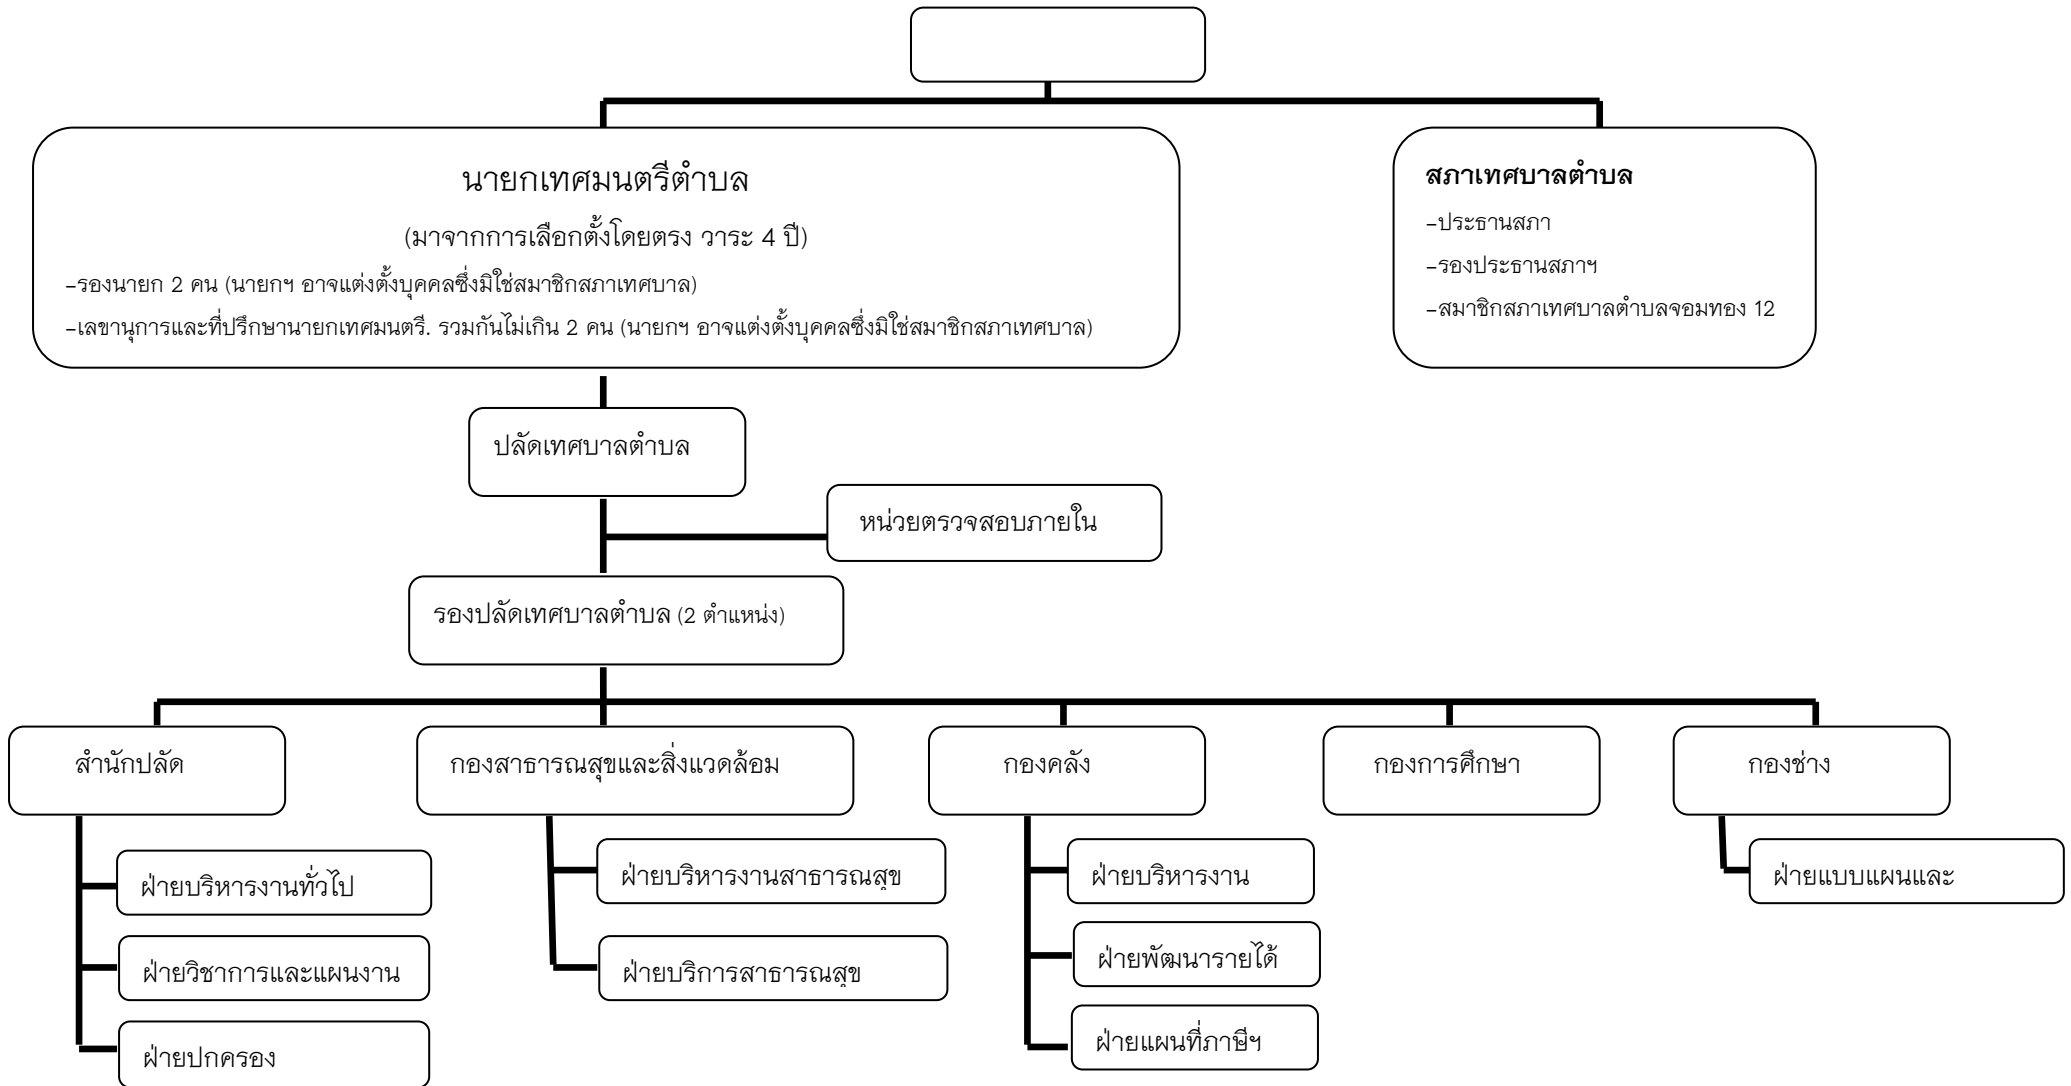 นายกเทศมนตรีตำบล
(มาจากการเลือกตั้งโดยตรง วาระ 4 ปี)
-รองนายก 2 คน (นายกฯ อาจแต่งตั้งบุคคลซึ่งมิใช่สมาชิกสภาเทศบาล)
-เลขานุการและที่ปรึกษานายกเทศมนตรี. รวมกันไม่เกิน 2 คน (นายกฯ อาจแต่งตั้งบุคคลซึ่งมิใช่สมาชิกสภาเทศบาล)
สภาเทศบาลตำบล
-ประธานสภา
-รองประธานสภาฯ
-สมาชิกสภาเทศบาลตำบลจอมทอง 12
ปลัดเทศบาลตำบล
หน่วยตรวจสอบภายใน
รองปลัดเทศบาลตำบล (2 ตำแหน่ง)
สำนักปลัด
กองสาธารณสุขและสิ่งแวดล้อม
กองคลัง
กองการศึกษา
กองช่าง
ฝ่ายบริหารงานทั่วไป
ฝ่ายวิชาการและแผนงาน
ฝ่ายปกครอง
ฝ่ายบริหารงานสาธารณสุข
ฝ่ายบริการสาธารณสุข
ฝ่ายบริหารงาน
ฝ่ายพัฒนารายได้
ฝ่ายแผนที่ภาษีฯ
ฝ่ายแบบแผนและ